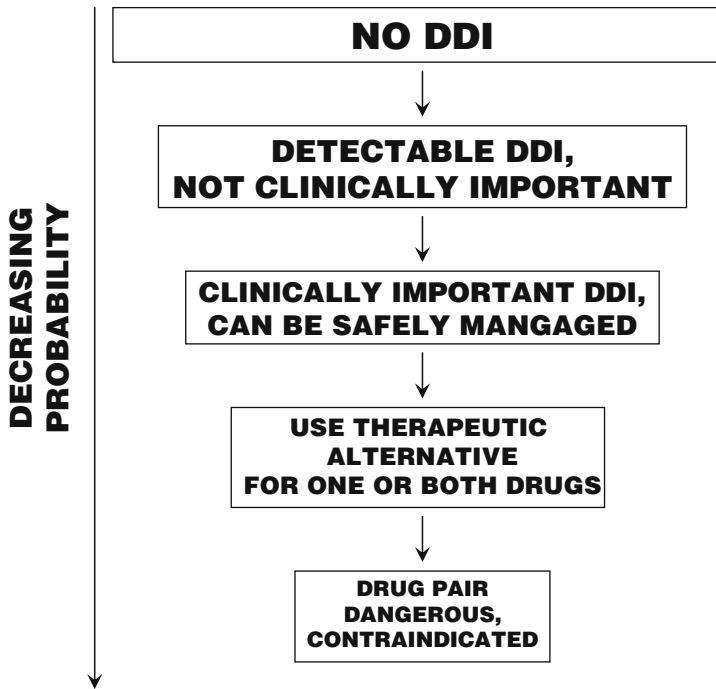 NO DDI
DETECTABLE DDI,
NOT CLINICALLY IMPORTANT
CLINICALLY IMPORTANT DDI,
CAN BE SAFELY MANGAGED
USE THERAPEUTIC
ALTERNATIVE
FOR ONE OR BOTH DRUGS
DRUG PAIR
DANGEROUS,
CONTRAINDICATED
DECREASING
PROBABILITY